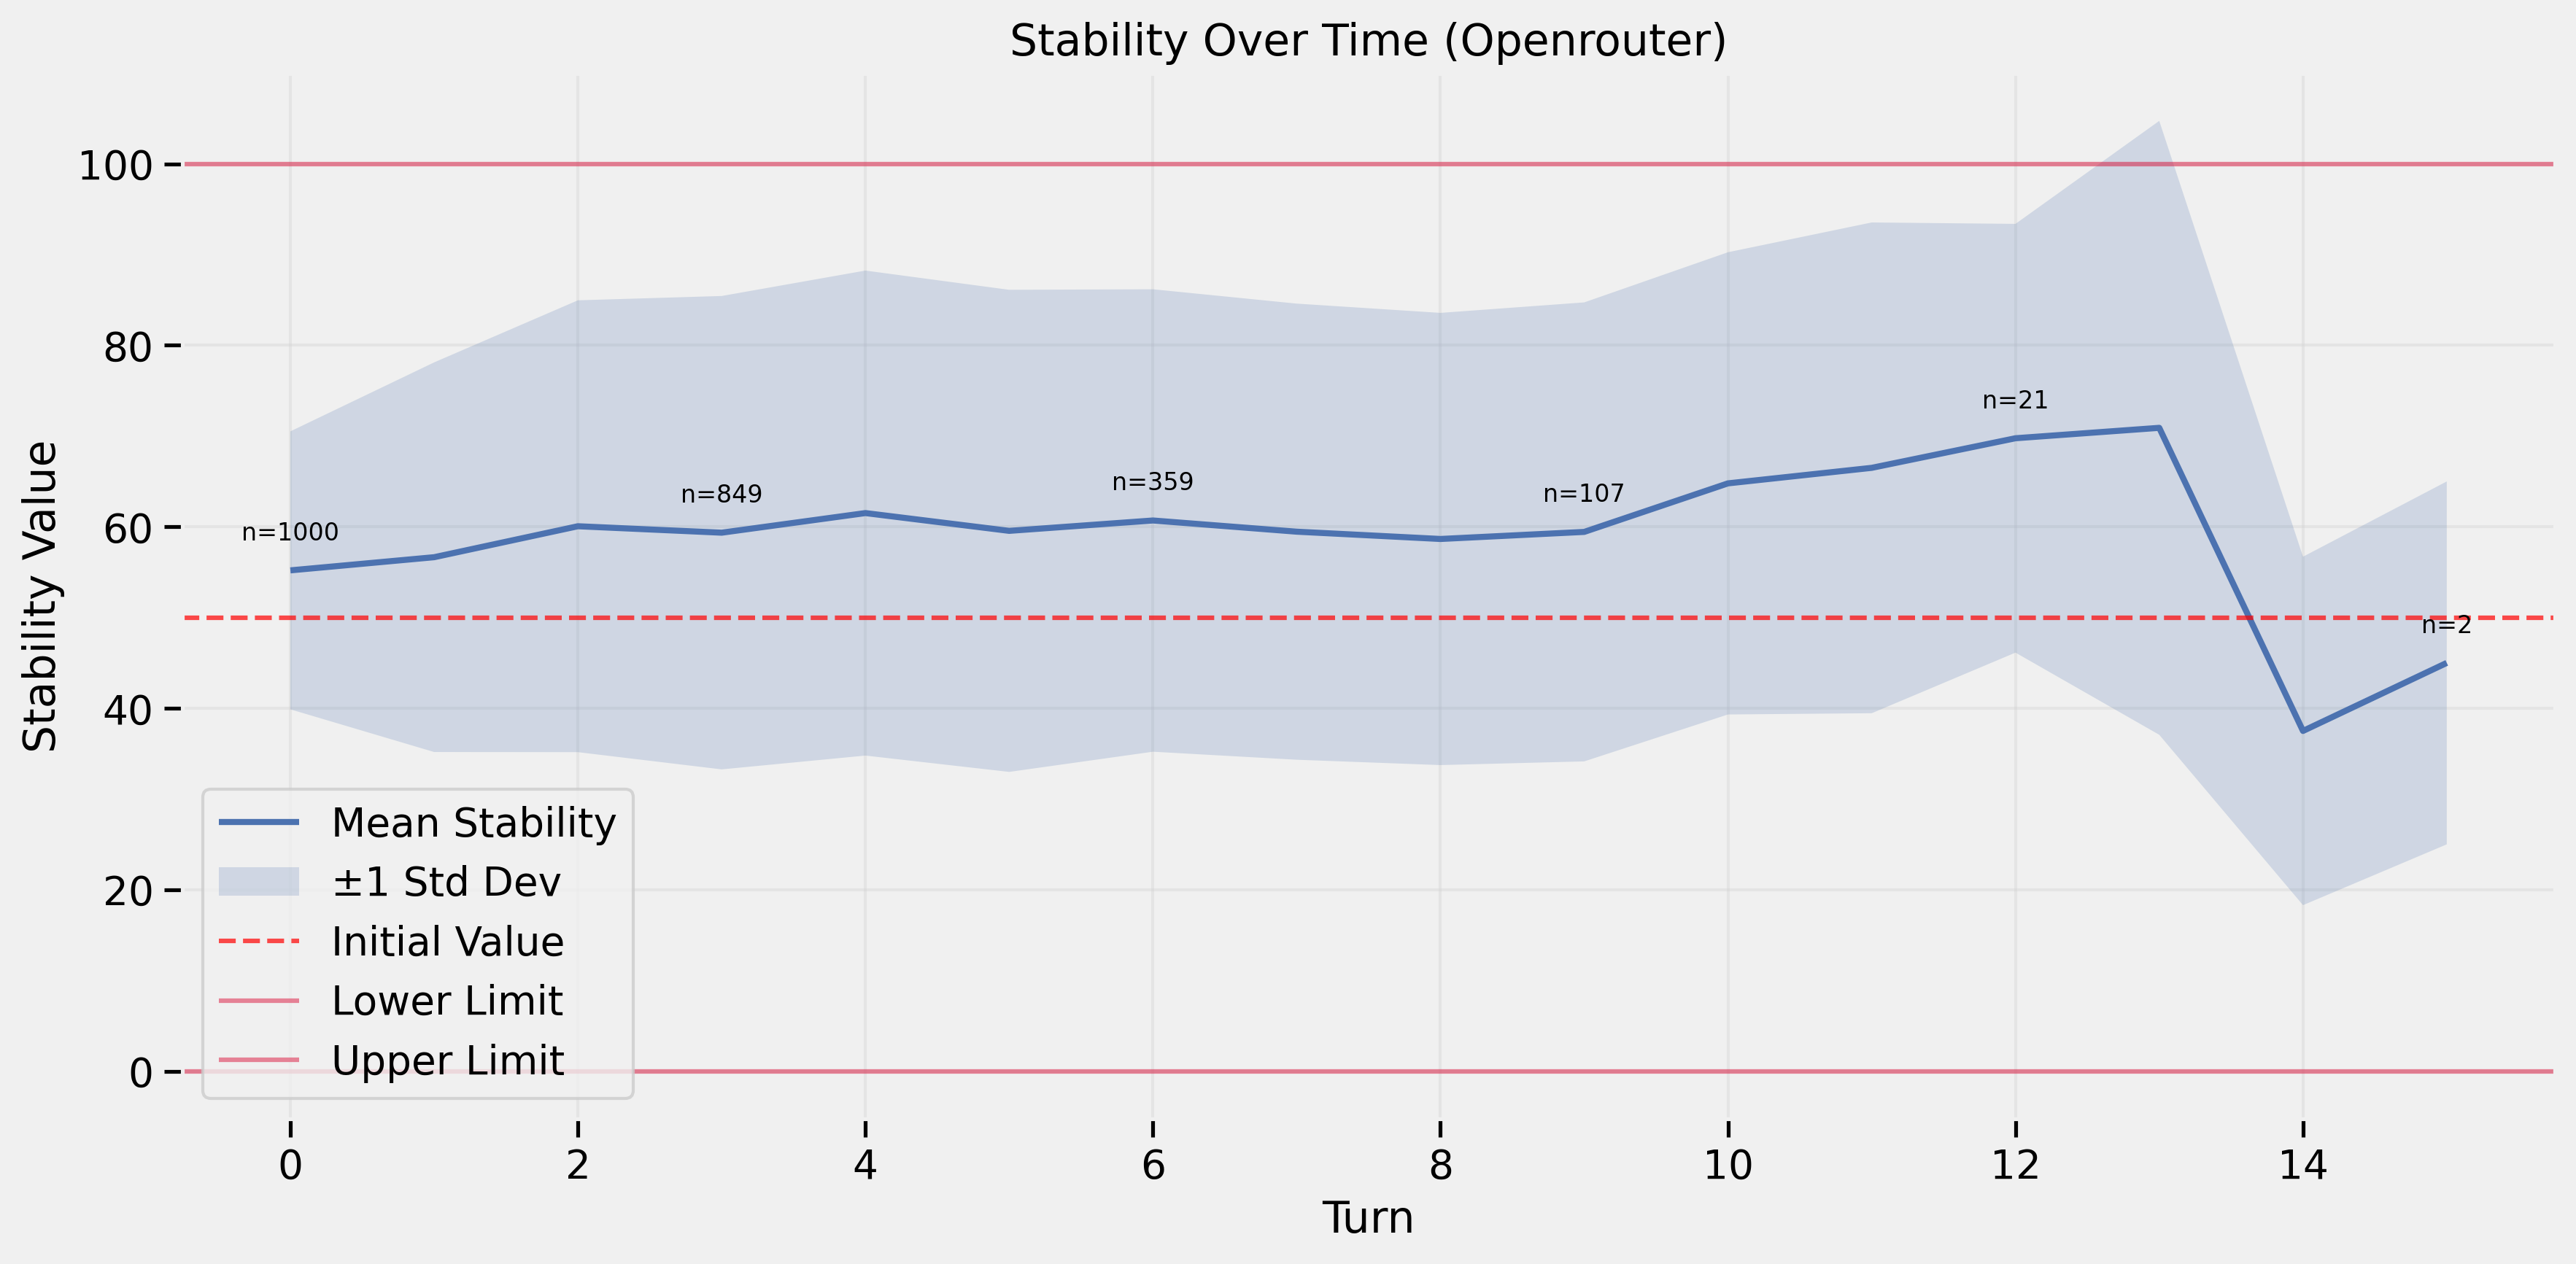 Stability Over Time (Openrouter)
Stability Value
100
80
60
40
20
0
n=1000
n=849
n=359
n=107
n=21
n=2
Mean Stability
±1 Std Dev
Initial Value
Lower Limit
Upper Limit
0 2 4 6 8 10 12 14
Turn